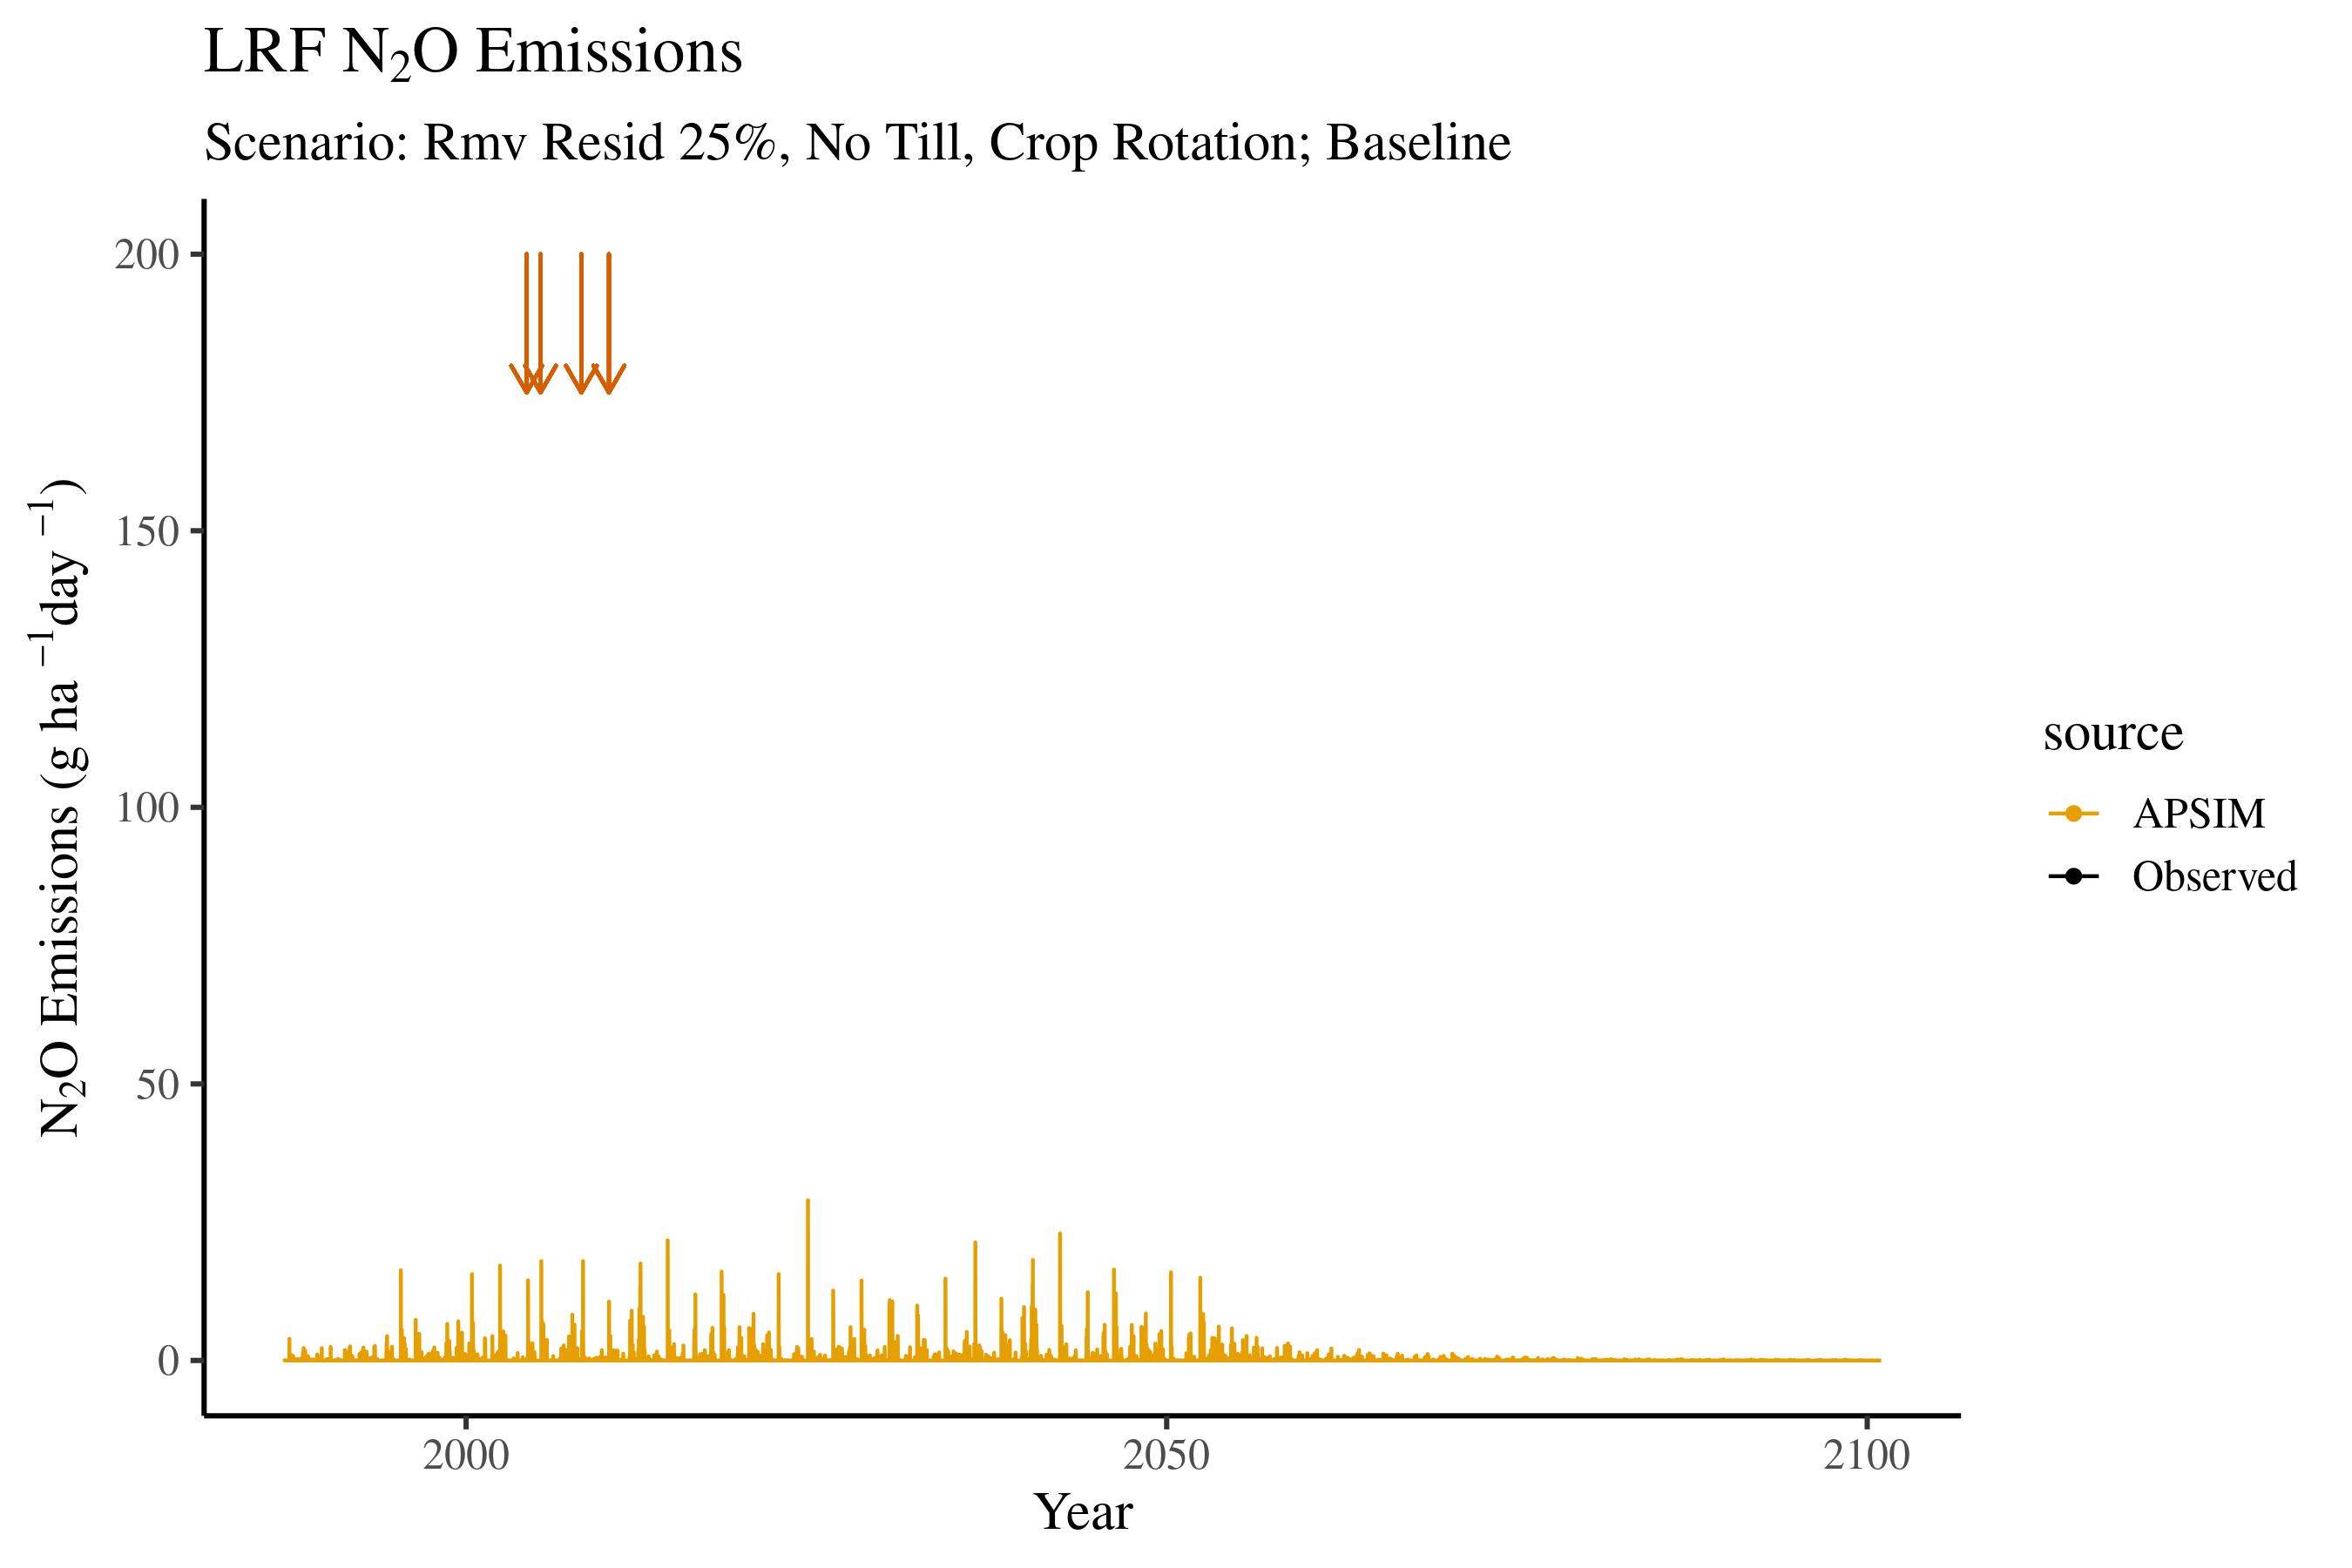 LRF N₂O Emissions
Scenario: Rmv Resid 25%, No Till, Crop Rotation; Baseline
N₂O Emissions (g ha ⁻¹day ⁻¹)
200
150
100
50
0
2000
2050
2100
Year
source
APSIM
Observed